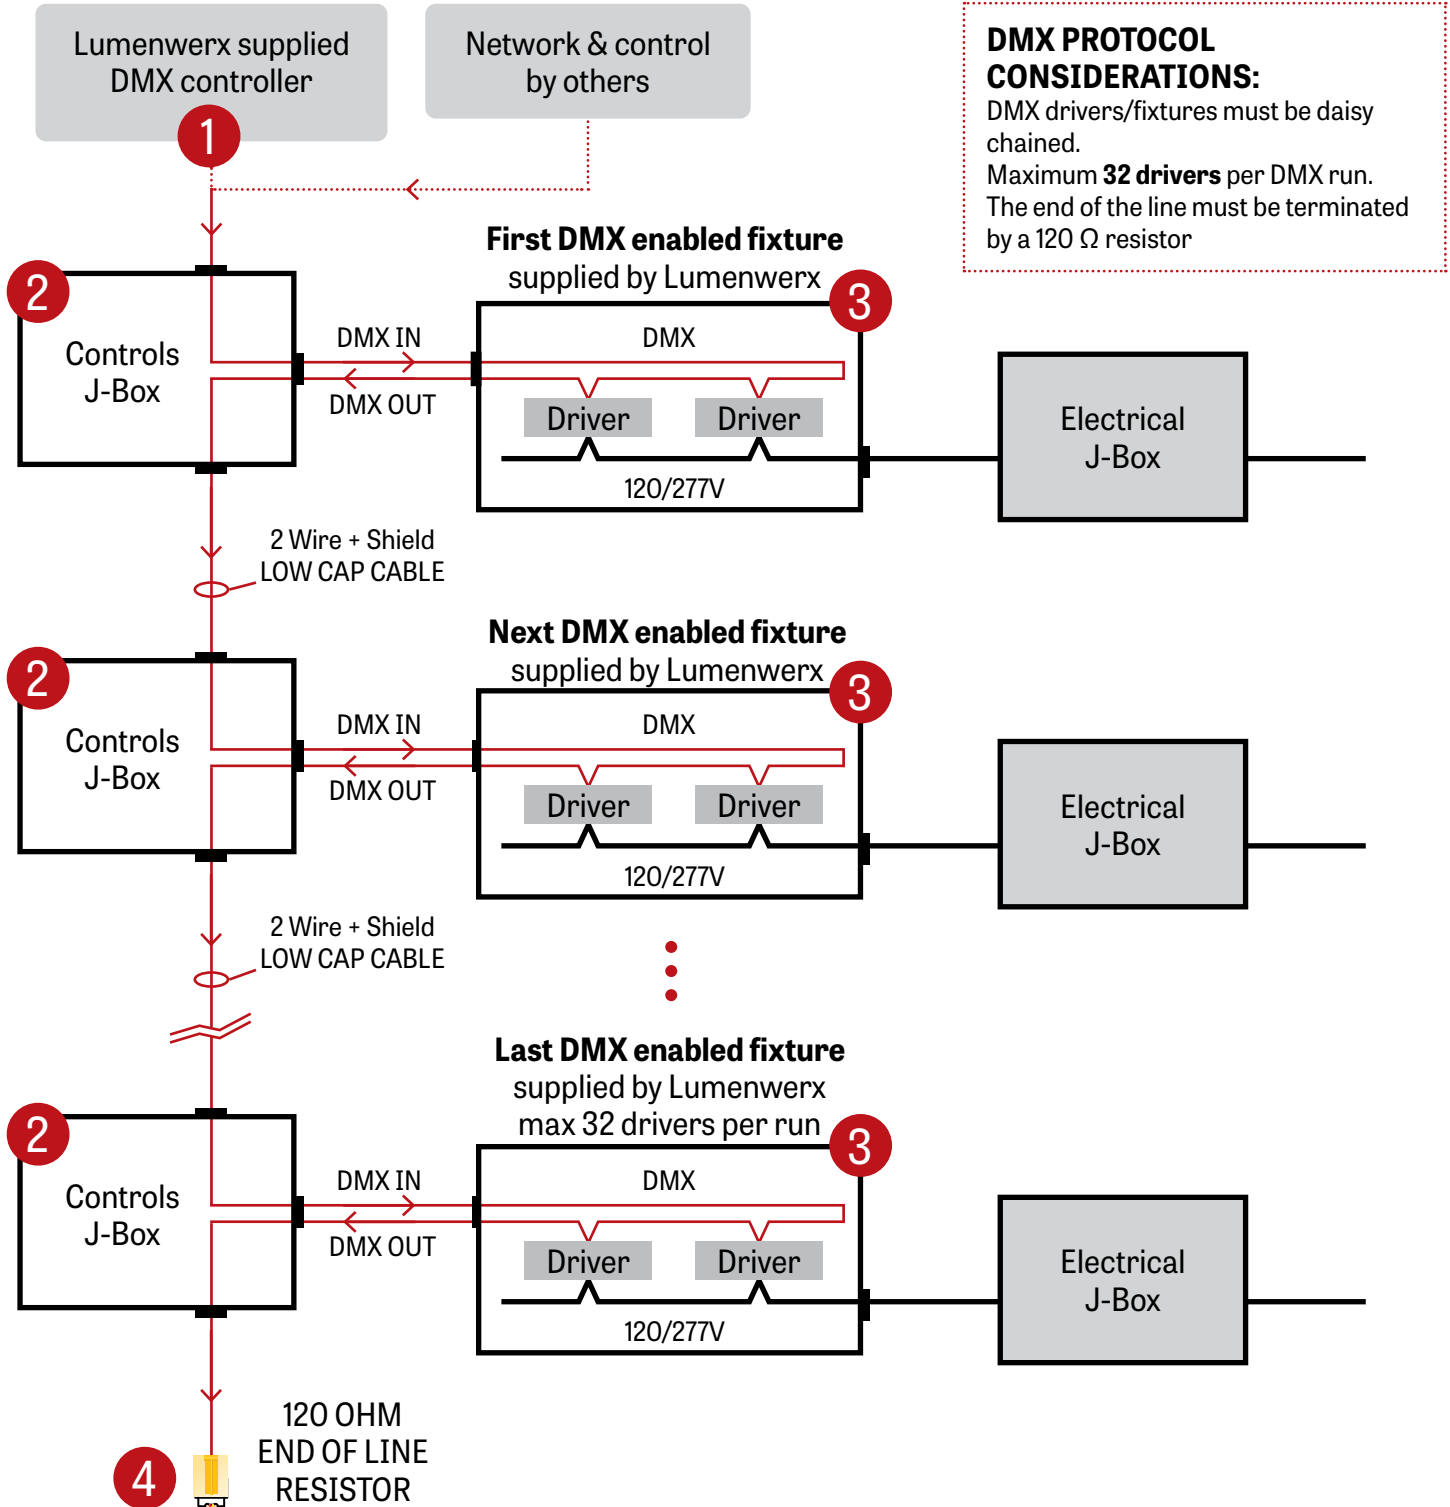 Lumenwerx supplied
DMX controller
1
Network & control
by others
DMX PROTOCOL
CONSIDERATIONS:
DMX drivers/fixtures must be daisy
chained.
Maximum 32 drivers per DMX run.
The end of the line must be terminated
by a 120 Ω resistor
First DMX enabled fixture
supplied by Lumenwerx
2
Controls
J-Box
DMX IN
DMX OUT
3
DMX
Driver
Driver
120/277V
Electrical
J-Box
2 Wire + Shield
LOW CAP CABLE
Next DMX enabled fixture
supplied by Lumenwerx
2
Controls
J-Box
DMX IN
DMX OUT
3
DMX
Driver
Driver
120/277V
Electrical
J-Box
2 Wire + Shield
LOW CAP CABLE
Last DMX enabled fixture
supplied by Lumenwerx
max 32 drivers per run
2
Controls
J-Box
DMX IN
DMX OUT
3
DMX
Driver
Driver
120/277V
Electrical
J-Box
4
120 OHM
END OF LINE
RESISTOR